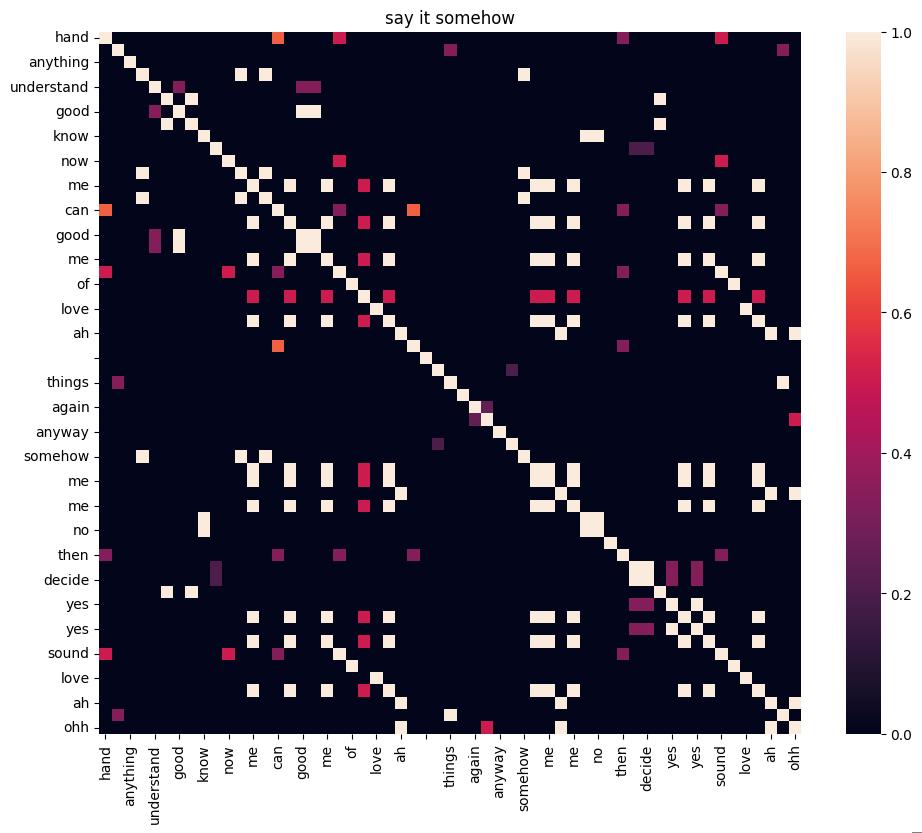 say it somehow
hand
anything
understand
good
know
now
me
can
good
me
of
love
ah
things
again
anyway
somehow
me
me
no
then
decide
yes
yes
sound
love
ah
ohh
hand
anything
understand
good
know
now
me
can
good
me
of
love
ah
things
again
anyway
somehow
me
me
no
then
decide
yes
yes
sound
love
ah
ohh
1.0
0.8
0.6
0.4
0.2
0.0